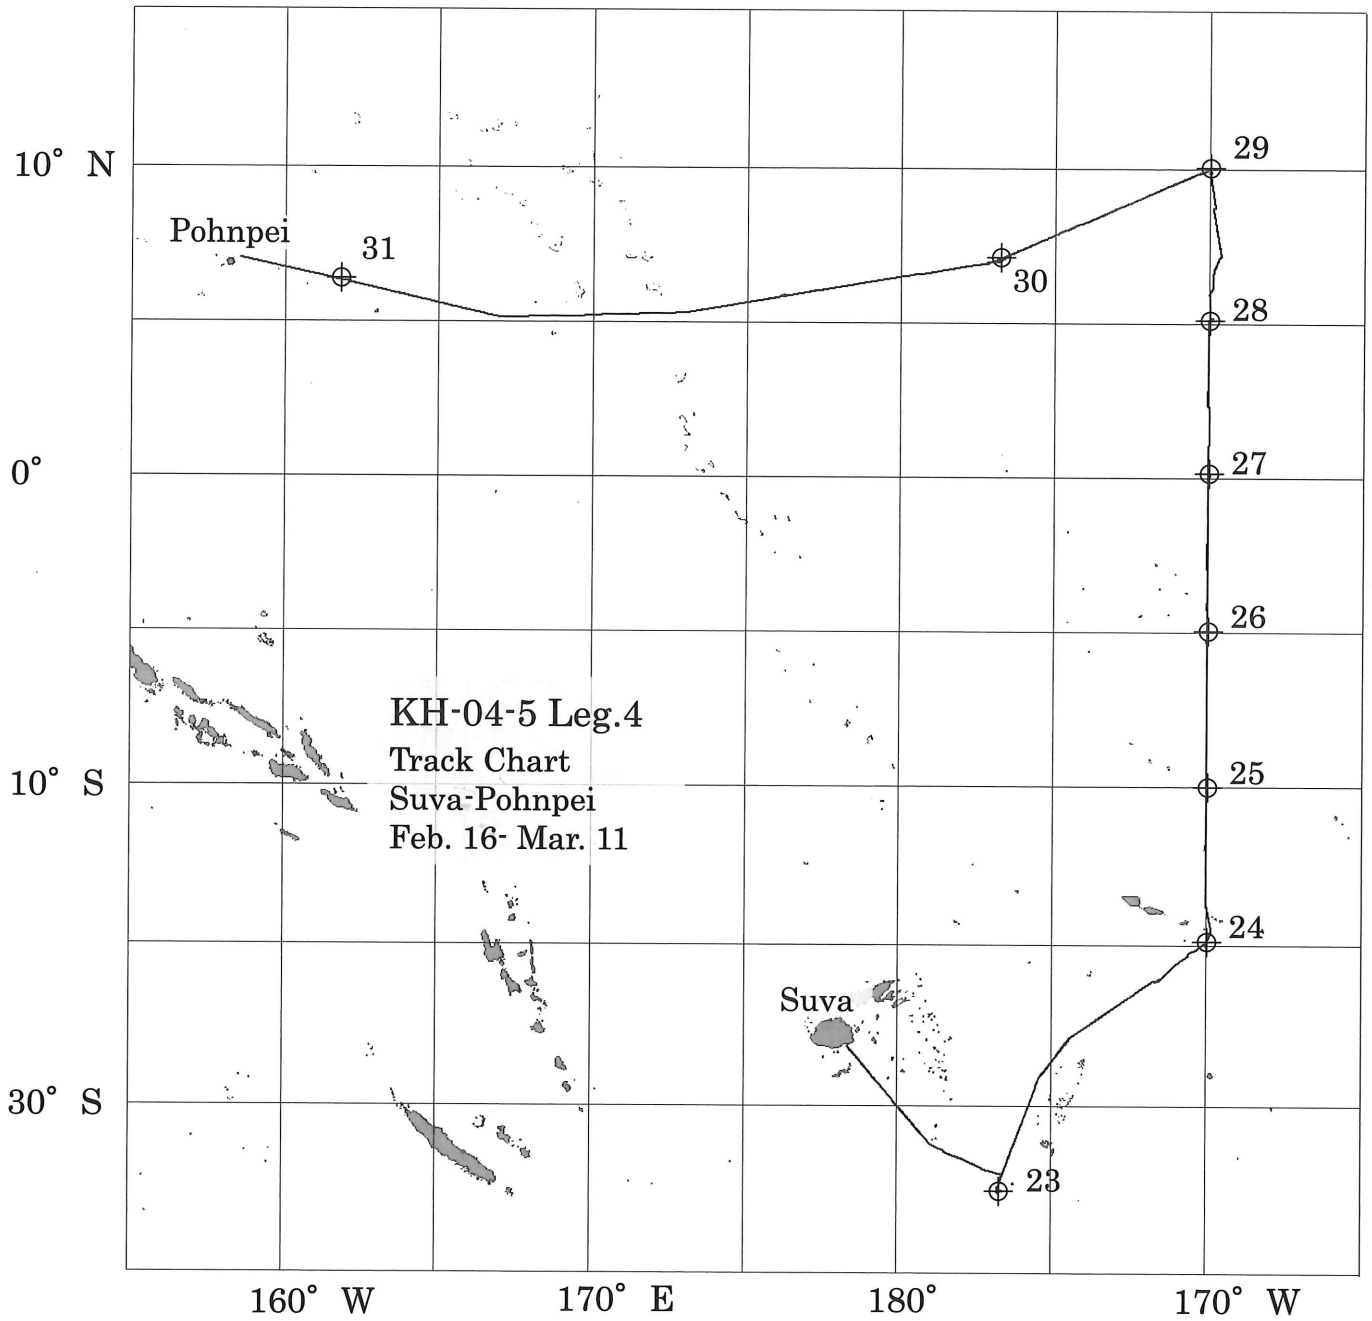 29
10° N
Pohnpei
31
30
28
27
0°
26
KH-04-5 Leg.4
Track Chart
25
10° S
Suva-Pohnpei
Feb. 16- Mar. 11
24
Suva
30° S
23
160° W
170° E
180°
170° W